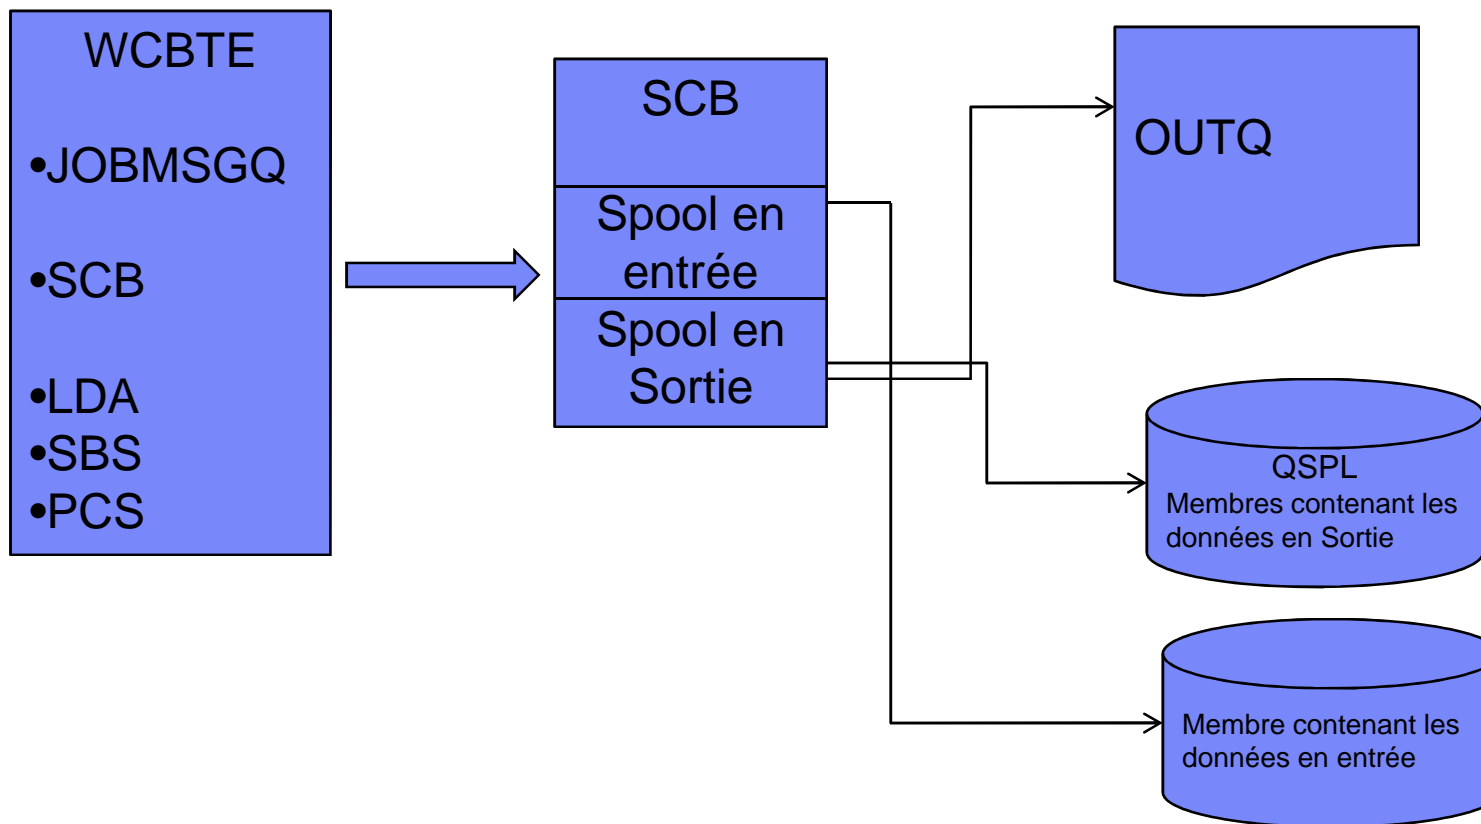 WCBTE
•JOBMSGQ
•SCB
•LDA
•SBS
•PCS
SCB
Spool en
entrée
Spool en
Sortie
OUTQ
QSPL
Membres contenant les
données en Sortie
Membre contenant les
données en entrée